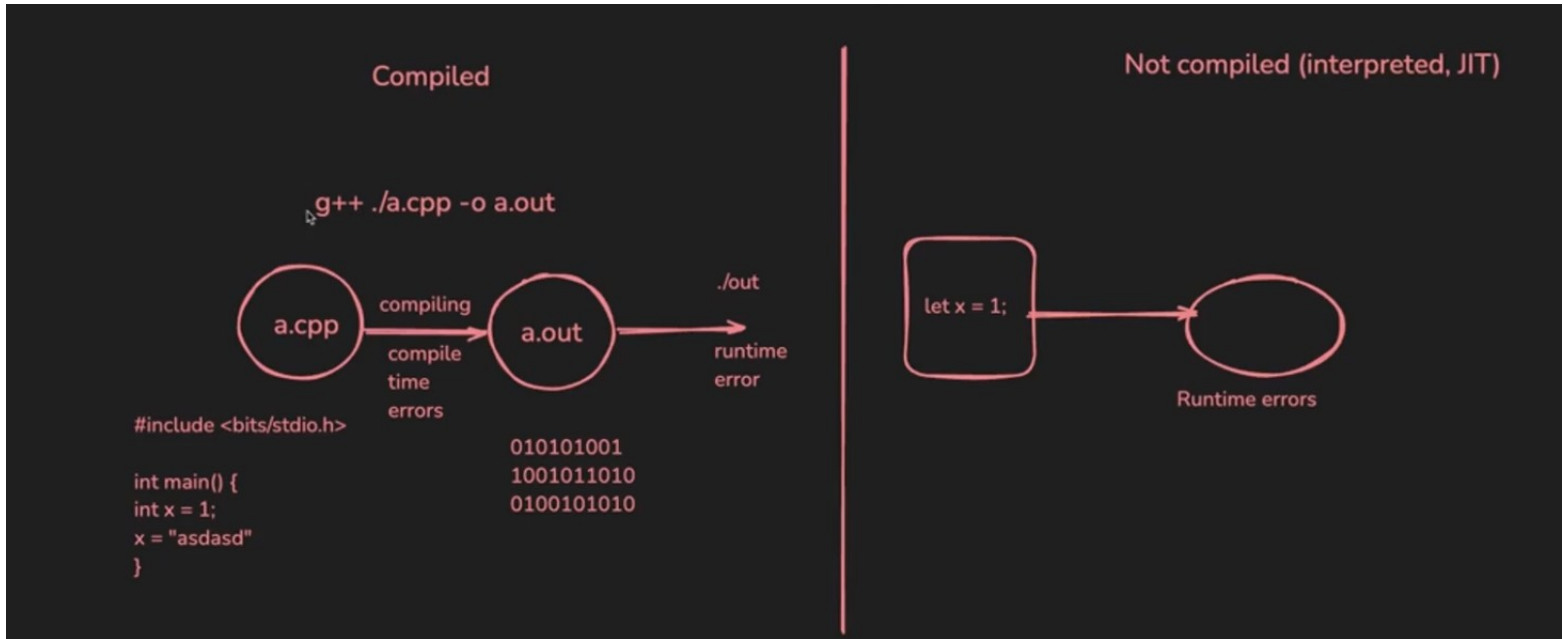 Compiled
g++ ./a.cpp -o a.out
a.cpp
compiling
compile
time
errors
a.out
./out
runtime
error
#include <bits/stdio.h>
int main() {
int x = 1;
x = "asdasd"
}
010101001
1001011010
0100101010
Not compiled (interpreted, JIT)
let x = 1;
Runtime errors